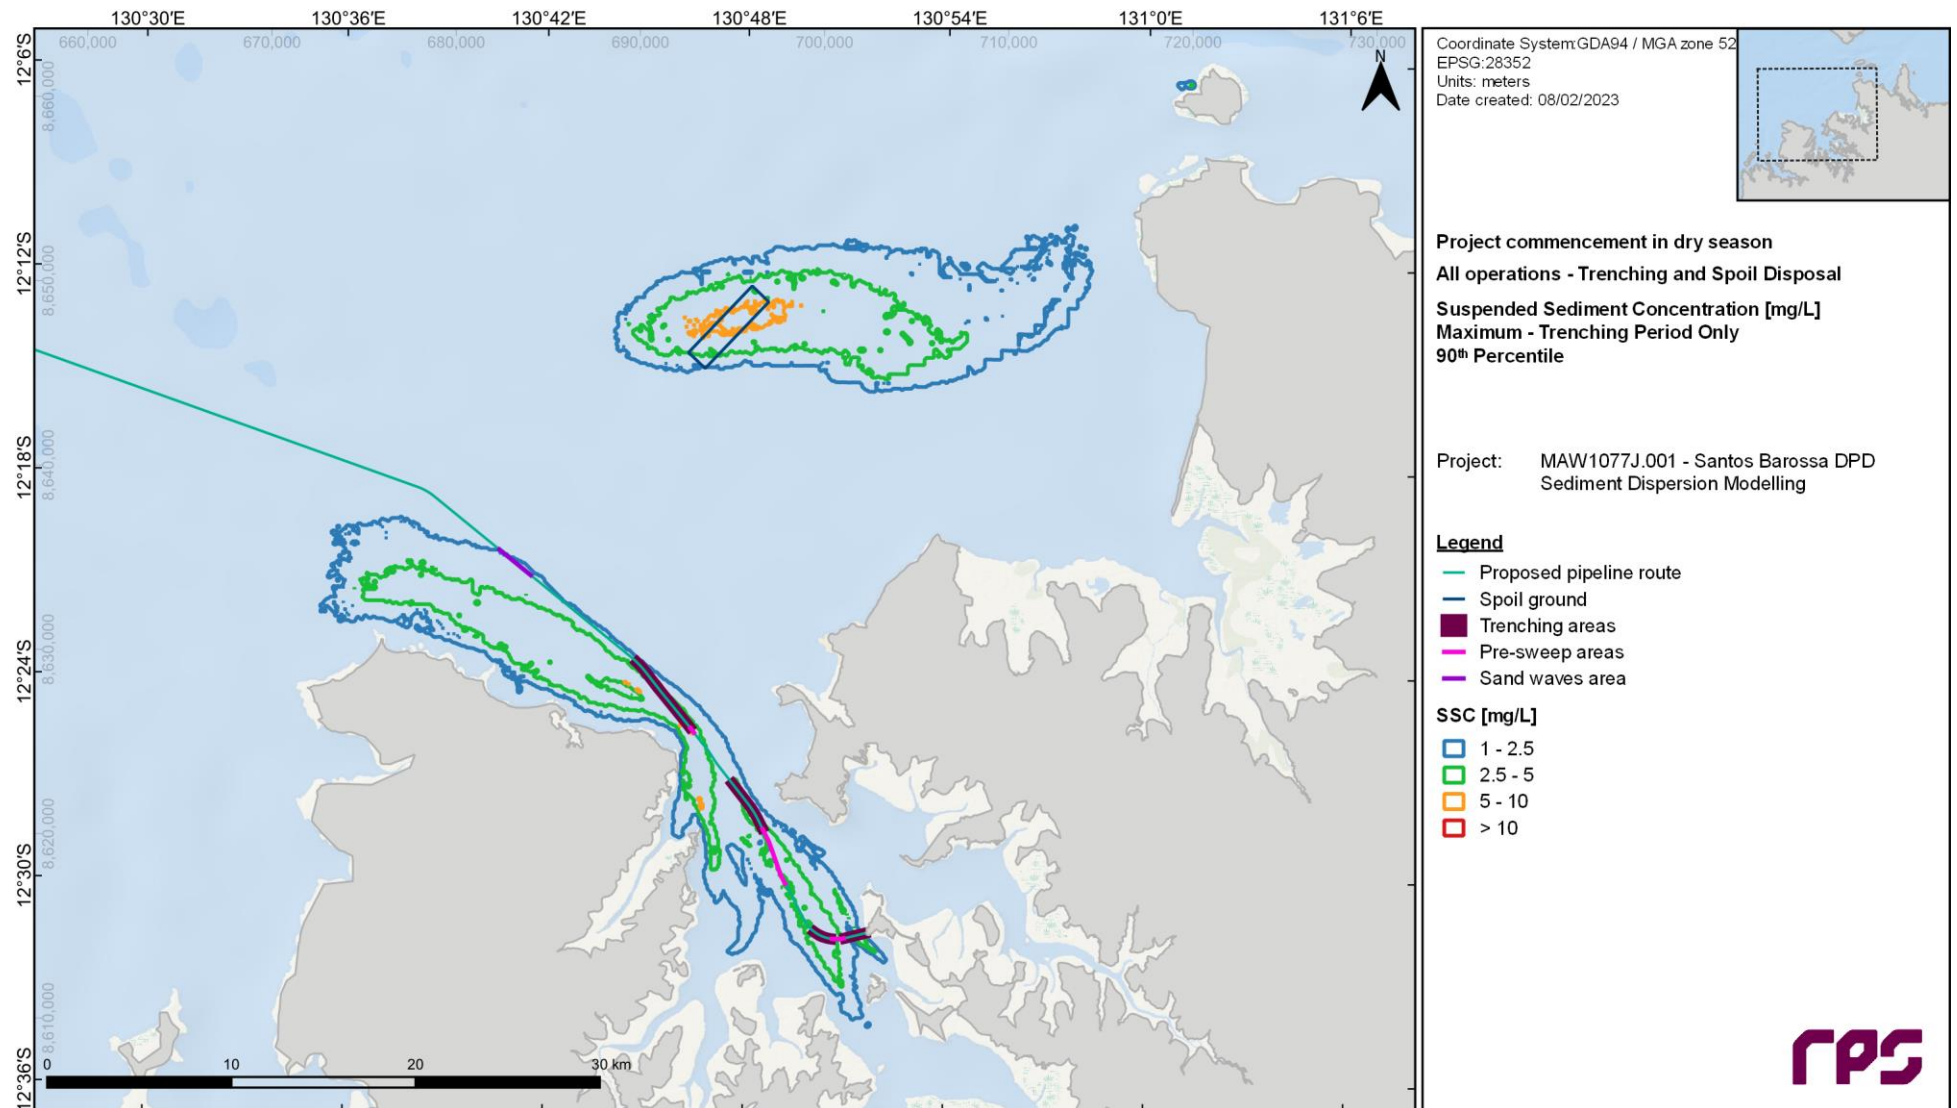 130°30'E 130°36'E 130°42'E 130°48'E 130°54'E 131°0'E 131°6'E
660,000 670,000 680,000 690,000 700,000 710,000 720,000 730,000
12°6'S
8,660,000
12°12'S
8,650,000
12°18'S
8,640,000
12°24'S
8,630,000
12°30'S
8,620,000
12°36'S
8,610,000
N
0 10 20 30 km
Coordinate System:GDA94 / MGA zone 52
EPSG:28352
Units: meters
Date created: 08/02/2023
Project commencement in dry season
All operations - Trenching and Spoil Disposal
Suspended Sediment Concentration [mg/L]
Maximum - Trenching Period Only
90th Percentile
Project: MAW1077J.001 - Santos Barossa DPD
Sediment Dispersion Modelling
Legend
Proposed pipeline route
Spoil ground
Trenching areas
Pre-sweep areas
Sand waves area
SSC [mg/L]
1 - 2.5
2.5 - 5
5 - 10
> 10
rps